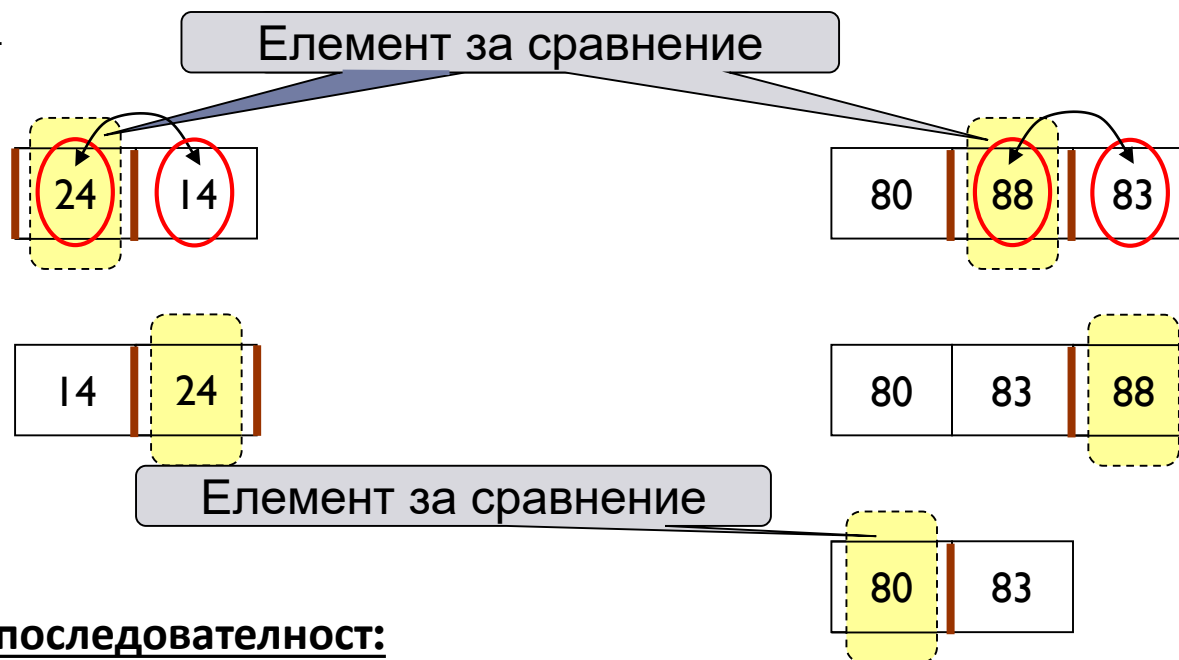 Елемент за сравнение
24 14 80 88 83
14 24 80 83 88
Елемент за сравнение
80 83
последователност: